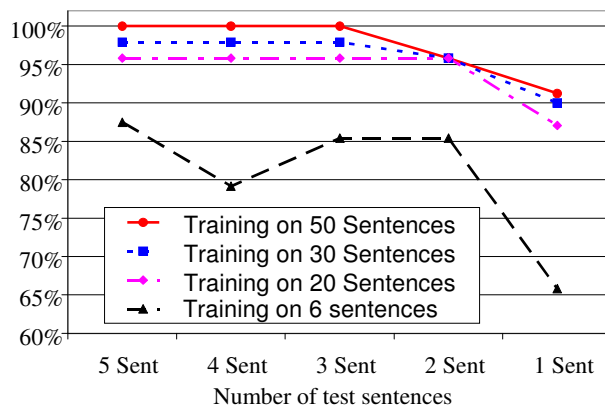 100%
95%
90%
85%
80%
75%
70%
65%
60%
Training on 50 Sentences
Training on 30 Sentences
Training on 20 Sentences
Training on 6 sentences
5 Sent 4 Sent 3 Sent 2 Sent 1 Sent
Number of test sentences